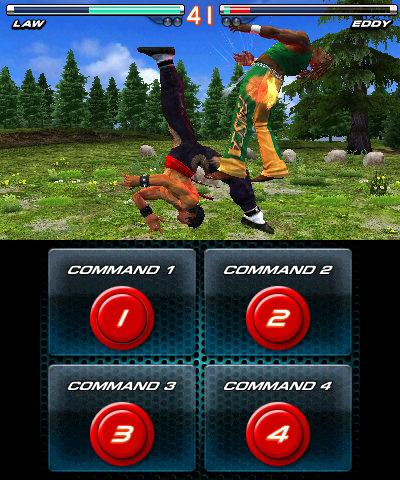 LAW
41
EDDY
COMMAND 1
1
COMMAND 2
2
COMMAND 3
3
COMMAND 4
4